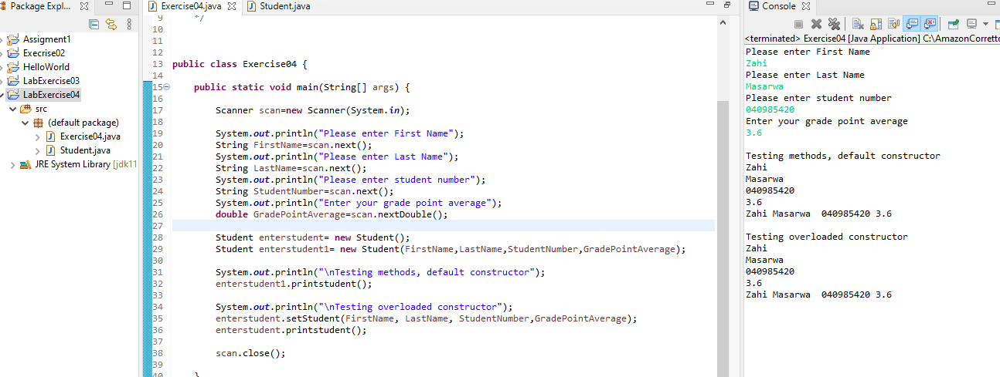 Package Expl...
Assigment1
Execrise02
HelloWorld
LabExercise03
LabExercise04
src
(default package)
Exercise04.java
Student.java
JRE System Library [jdk11
Exercise04.java
Student.java
9 */
10
11
12
13 public class Exercise04 {
14
15 public static void main(String[] args) {
16
17 Scanner scan=new Scanner(System.in);
18
19 System.out.println("Please enter First Name");
20 String FirstName=scan.next();
21 System.out.println("Please enter Last Name");
22 String LastName=scan.next();
23 System.out.println("Please enter student number");
24 String StudentNumber=scan.next();
25 System.out.println("Enter your grade point average");
26 double GradePointAverage=scan.nextDouble();
27
28 Student enterstudent= new Student();
29 Student enterstudent1= new Student(FirstName,LastName,StudentNumber,GradePointAverage);
30
31 System.out.println("\nTesting methods, default constructor");
32 enterstudent1.printstudent();
33
34 System.out.println("\nTesting overloaded constructor");
35 enterstudent.setStudent(FirstName, LastName, StudentNumber,GradePointAverage);
36 enterstudent.printstudent();
37
38 scan.close();
39
40 }
Console
<terminated> Exercise04 [Java Application] C:\AmazonCorretto
Please enter First Name
Zahi
Please enter Last Name
Masarwa
Please enter student number
040985420
Enter your grade point average
3.6
Testing methods, default constructor
Zahi
Masarwa
040985420
3.6
Zahi Masarwa  040985420 3.6
Testing overloaded constructor
Zahi
Masarwa
040985420
3.6
Zahi Masarwa  040985420 3.6